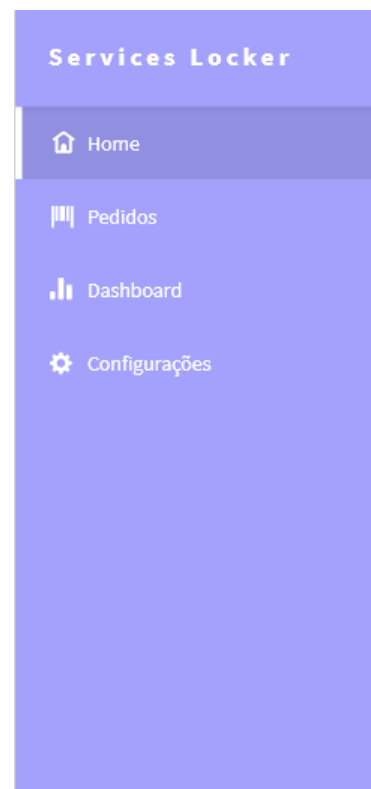 Services Locker
Home
Pedidos
Dashboard
Configurações